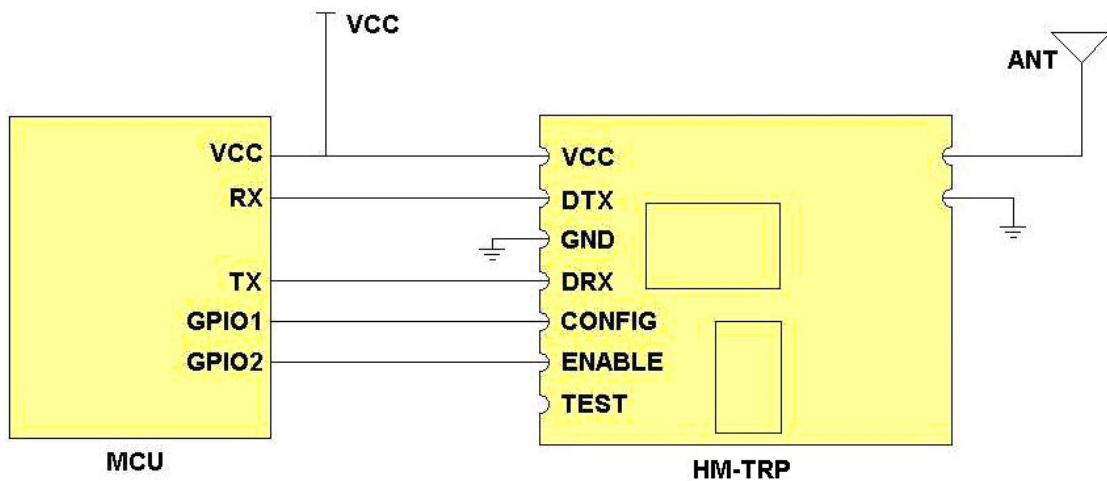 VCC
ANT
VCC VCC
RX DTX
GND
TX DRX
GPIO1 CONFIG
GPIO2 ENABLE
TEST
MCU
HM-TRP